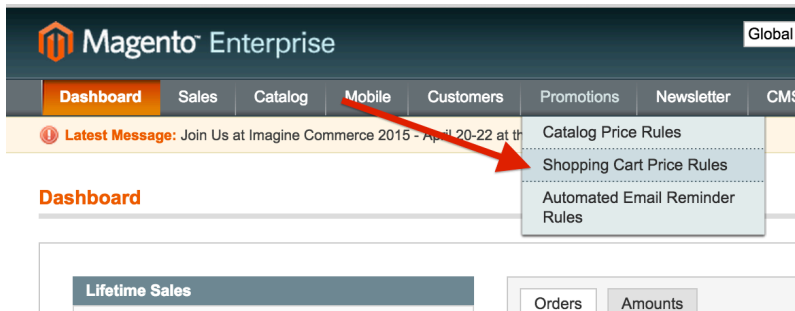 Magento Enterprise
Global
Dashboard Sales Catalog Mobile Customers Promotions Newsletter CMS
Latest Message: Join Us at Imagine Commerce 2015 - April 20-22 at th
Catalog Price Rules
Shopping Cart Price Rules
Automated Email Reminder
Rules
Dashboard
Lifetime Sales
Orders Amounts